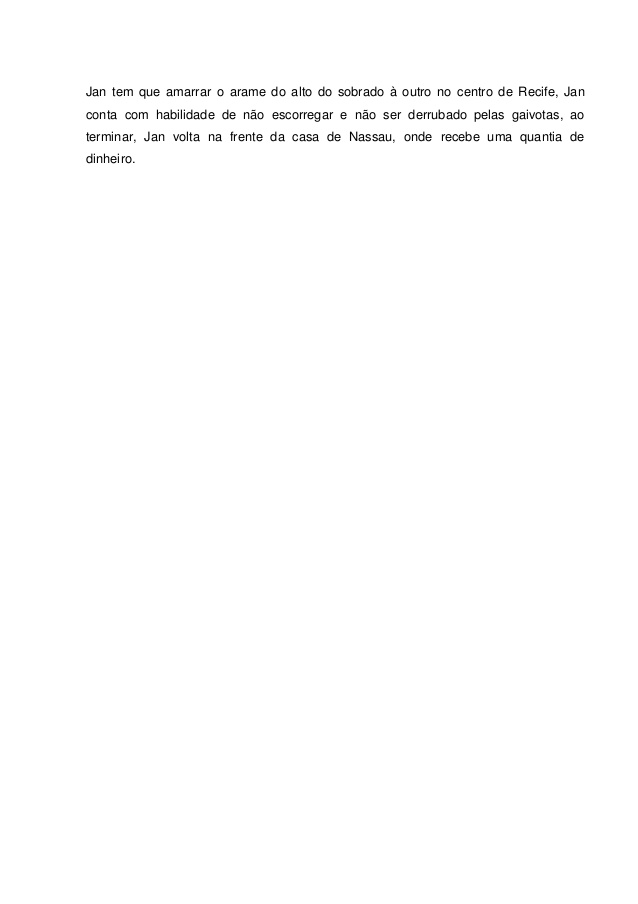 Jan tem que amarrar o arame do alto do sobrado à outro no centro de Recife, Jan
conta com habilidade de não escorregar e não ser derrubado pelas gaivotas, ao
terminar, Jan volta na frente da casa de Nassau, onde recebe uma quantia de
dinheiro.